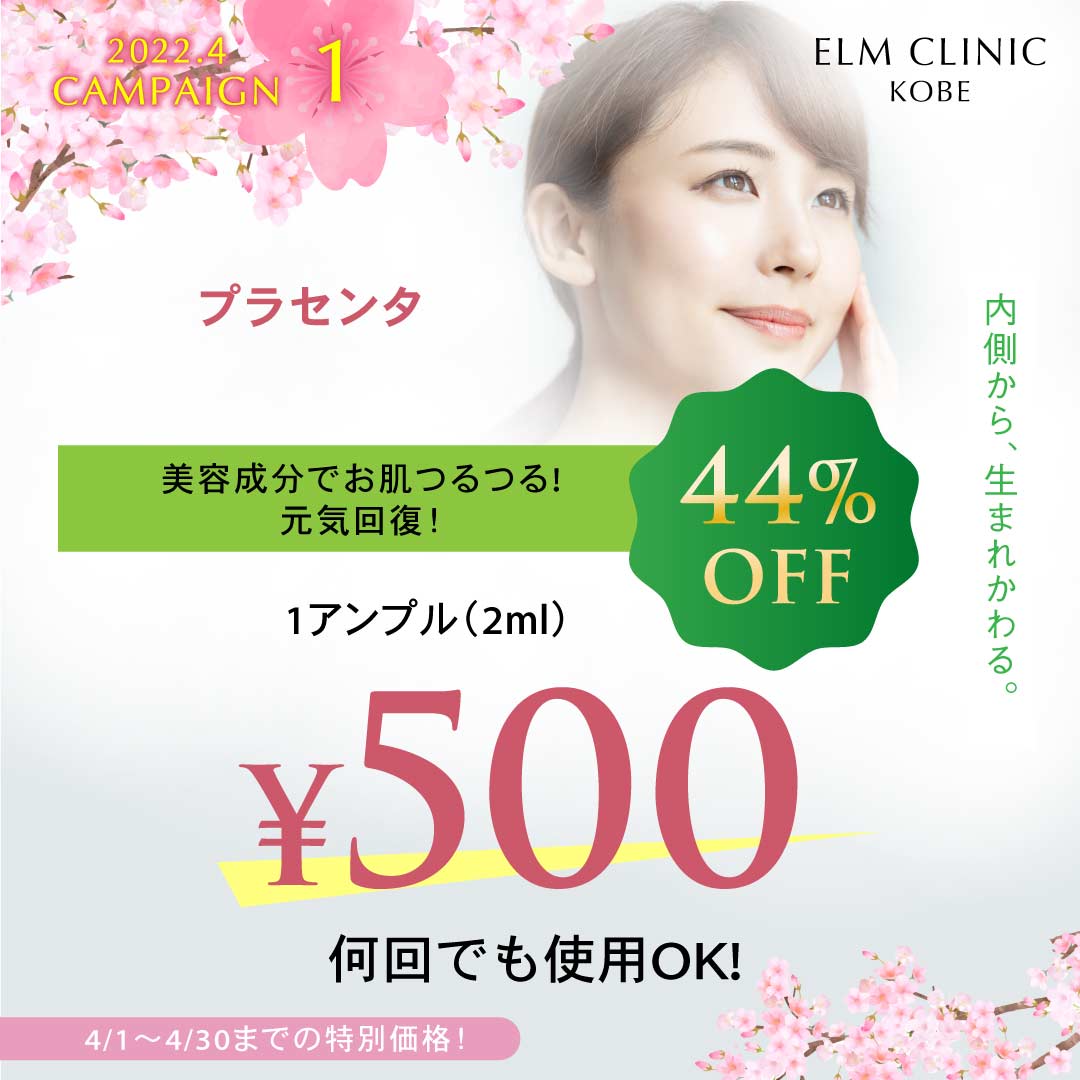 2022.4
CAMPAIGN 1
ELM CLINIC
KOBE
プラセンタ
内側から、生まれかわる。
美容成分でお肌つるつる!
元気回復!
44%
OFF
1アンプル(2ml)
¥500
何回でも使用OK!
4/1~4/30までの特別価格!